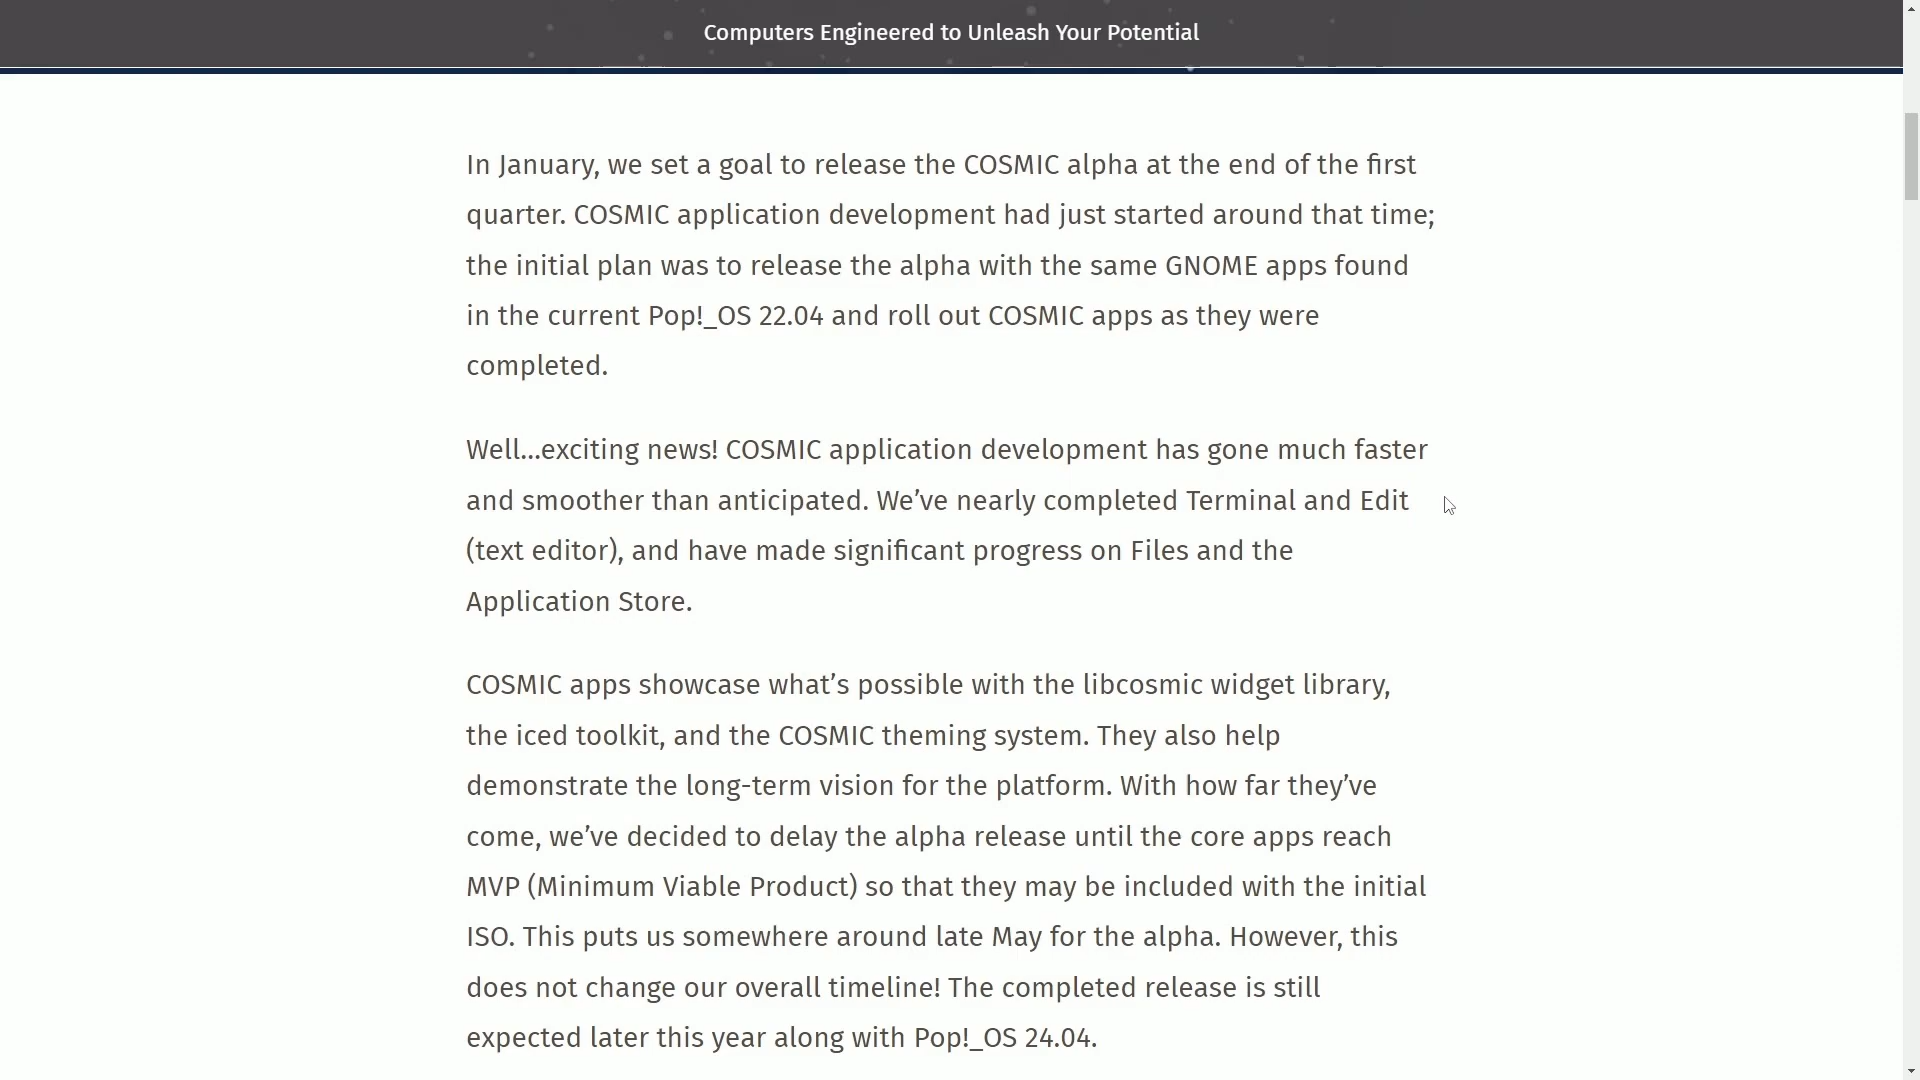 Computers Engineered to Unleash Your Potential
In January, we set a goal to release the COSMIC alpha at the end of the first
quarter. COSMIC application development had just started around that time;
the initial plan was to release the alpha with the same GNOME apps found
in the current Pop!_OS 22.04 and roll out COSMIC apps as they were
completed.
Well…exciting news! COSMIC application development has gone much faster
and smoother than anticipated. We’ve nearly completed Terminal and Edit
(text editor), and have made significant progress on Files and the
Application Store.
COSMIC apps showcase what’s possible with the libcosmic widget library,
the iced toolkit, and the COSMIC theming system. They also help
demonstrate the long-term vision for the platform. With how far they’ve
come, we’ve decided to delay the alpha release until the core apps reach
MVP (Minimum Viable Product) so that they may be included with the initial
ISO. This puts us somewhere around late May for the alpha. However, this
does not change our overall timeline! The completed release is still
expected later this year along with Pop!_OS 24.04.